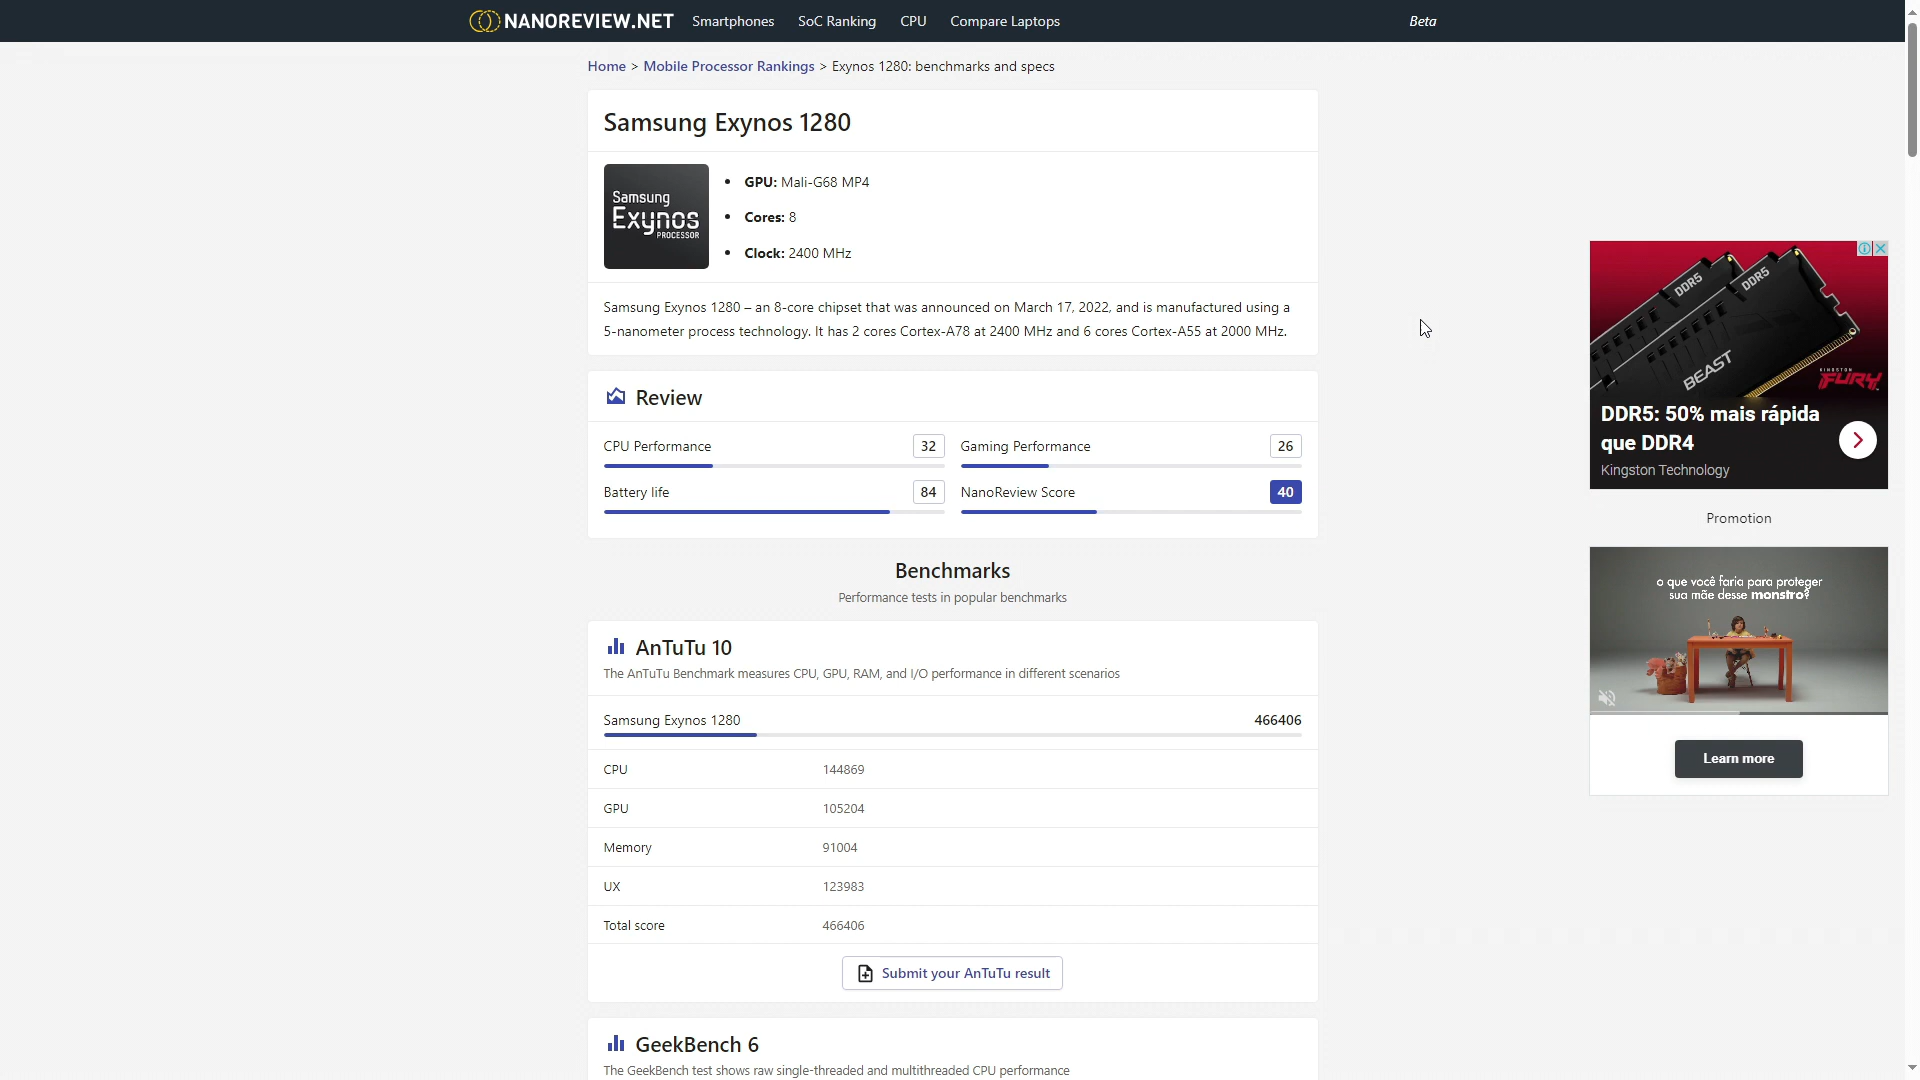 NANOREVIEW.NET Smartphones SoC Ranking CPU Compare Laptops Beta
Home > Mobile Processor Rankings > Exynos 1280: benchmarks and specs
Samsung Exynos 1280
Samsung
Exynos
PROCESSOR
• GPU: Mali-G68 MP4
• Cores: 8
• Clock: 2400 MHz
Samsung Exynos 1280 – an 8-core chipset that was announced on March 17, 2022, and is manufactured using a
5-nanometer process technology. It has 2 cores Cortex-A78 at 2400 MHz and 6 cores Cortex-A55 at 2000 MHz.
Review
CPU Performance 32 Gaming Performance 26
Battery life 84 NanoReview Score 40
Benchmarks
Performance tests in popular benchmarks
AnTuTu 10
The AnTuTu Benchmark measures CPU, GPU, RAM, and I/O performance in different scenarios
Samsung Exynos 1280 466406
CPU 144869
GPU 105204
Memory 91004
UX 123983
Total score 466406
Submit your AnTuTu result
GeekBench 6
The GeekBench test shows raw single-threaded and multithreaded CPU performance
DDR5
DDR5
BEAST
KINGSTON
FURY
DDR5: 50% mais rápida
que DDR4
Kingston Technology
Promotion
o que você faria para proteger
sua mãe desse monstro?
Learn more